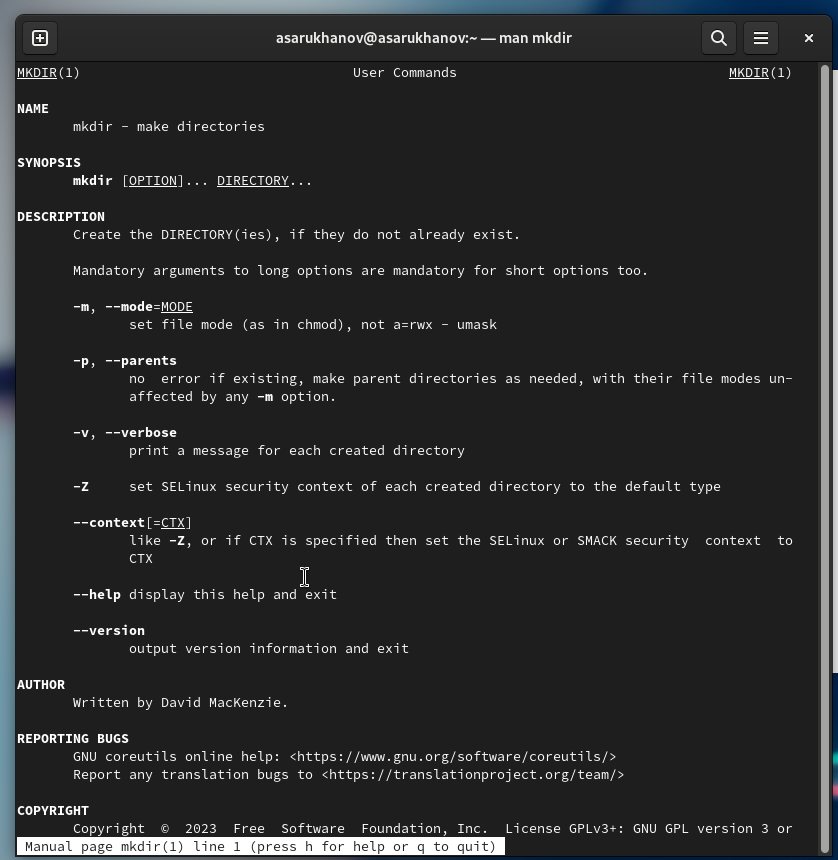 asarukhanov@asarukhanov:~ — man mkdir
MKDIR(1) User Commands MKDIR(1)
NAME
mkdir - make directories
SYNOPSIS
mkdir [OPTION]... DIRECTORY...
DESCRIPTION
Create the DIRECTORY(ies), if they do not already exist.
Mandatory arguments to long options are mandatory for short options too.
-m, --mode=MODE
set file mode (as in chmod), not a=rwx - umask
-p, --parents
no  error if existing, make parent directories as needed, with their file modes un-
affected by any -m option.
-v, --verbose
print a message for each created directory
-Z     set SELinux security context of each created directory to the default type
--context[=CTX]
like -Z, or if CTX is specified then set the SELinux or SMACK security  context  to
CTX
--help display this help and exit
--version
output version information and exit
AUTHOR
Written by David MacKenzie.
REPORTING BUGS
GNU coreutils online help: <https://www.gnu.org/software/coreutils/>
Report any translation bugs to <https://translationproject.org/team/>
COPYRIGHT
Copyright  ©  2023  Free  Software  Foundation, Inc.  License GPLv3+: GNU GPL version 3 or
Manual page mkdir(1) line 1 (press h for help or q to quit)